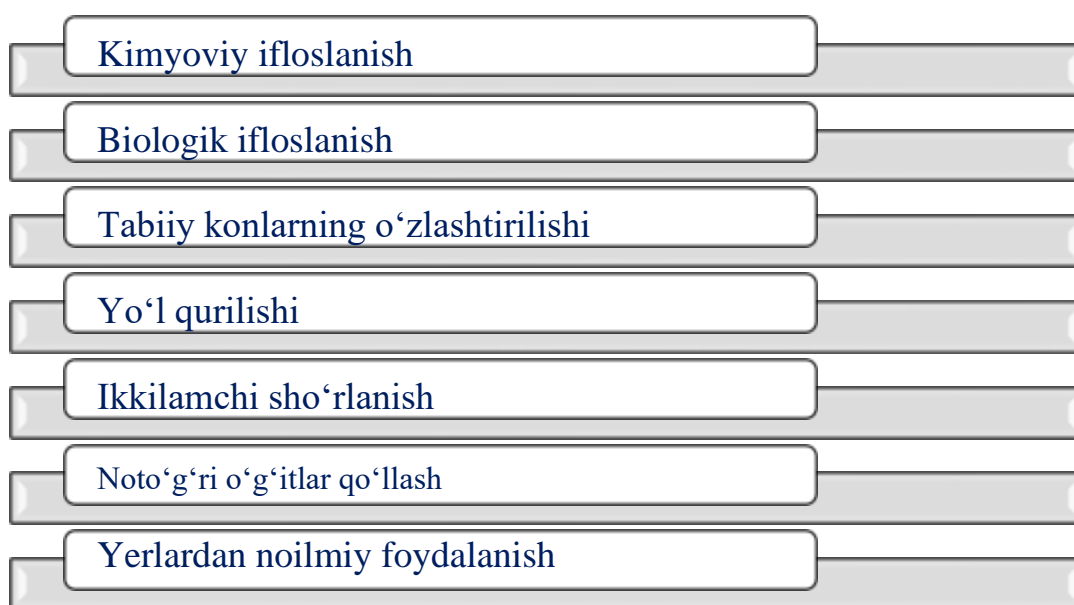 Kimyoviy ifloslanish
Biologik ifloslanish
Tabiiy konlarning o‘zlashtirilishi
Yo‘l qurilishi
Ikkilamchi sho‘rlanish
Noto‘g‘ri o‘g‘itlar qo‘llash
Yerlardan noilmiy foydalanish